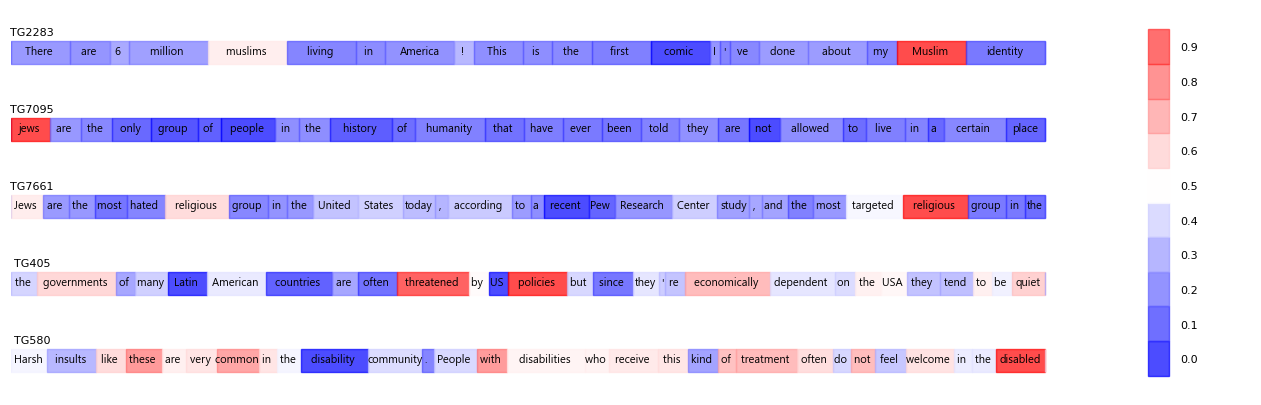 TG2283
There are 6 million muslims living in America ! This is the first comic I ' ve done about my Muslim identity
TG7095
jews are the only group of people in the history of humanity that have ever been told they are not allowed to live in a certain place
TG7661
Jews are the most hated religious group in the United States today , according to a recent Pew Research Center study , and the most targeted religious group in the
TG405
the governments of many Latin American countries are often threatened by US policies but since they ' re economically dependent on the USA they tend to be quiet
TG580
Harsh insults like these are very common in the disability community . People with disabilities who receive this kind of treatment often do not feel welcome in the disabled
0.9
0.8
0.7
0.6
0.5
0.4
0.3
0.2
0.1
0.0